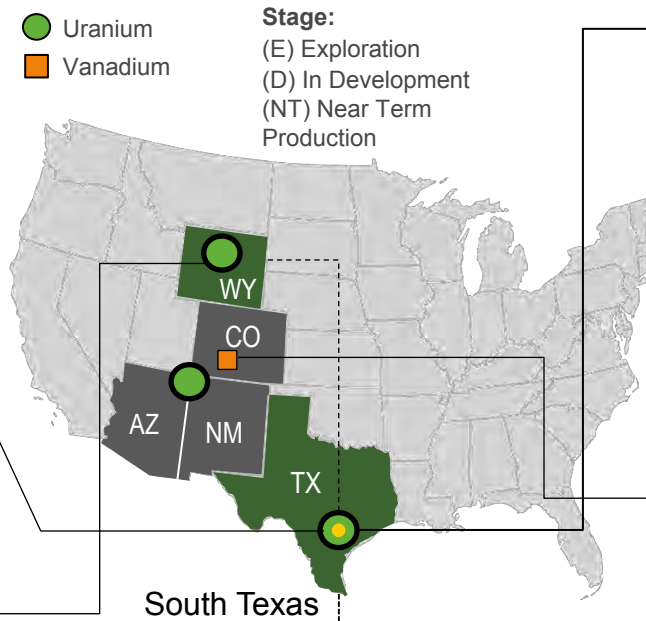 Uranium
Vanadium
Stage:
(E) Exploration
(D) In Development
(NT) Near Term
Production
WY
CO
AZ
NM
TX
South Texas